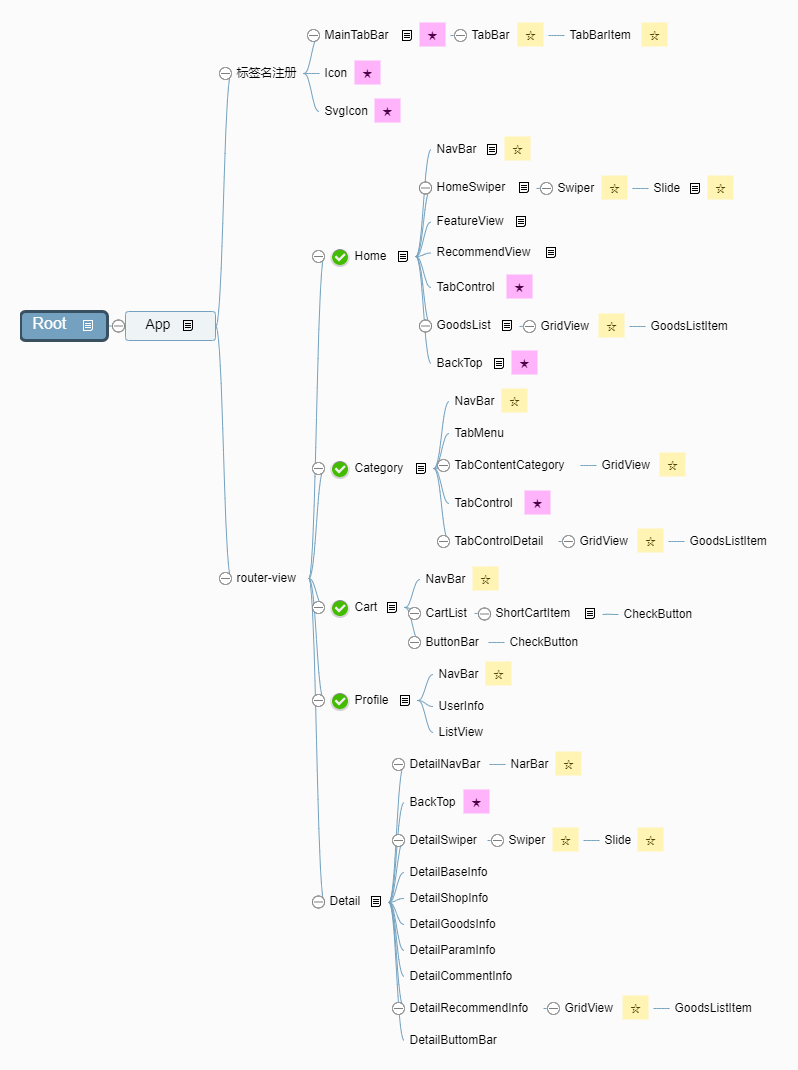 MainTabBar TabBar TabBarItem
标签名注册 Icon
SvgIcon
NavBar
HomeSwiper Swiper Slide
FeatureView
RecommendView
Home
TabControl
Root App
GoodsList GridView GoodsListItem
BackTop
NavBar
TabMenu
TabContentCategory GridView
Category
TabControl
TabControlDetail GridView GoodsListItem
router-view
NavBar
Cart
CartList ShortCartItem CheckButton
ButtonBar CheckButton
NavBar
Profile
UserInfo
ListView
DetailNavBar NarBar
BackTop
DetailSwiper Swiper Slide
DetailBaseInfo
DetailShopInfo
Detail
DetailGoodsInfo
DetailParamInfo
DetailCommentInfo
DetailRecommendInfo GridView GoodsListItem
DetailButtomBar